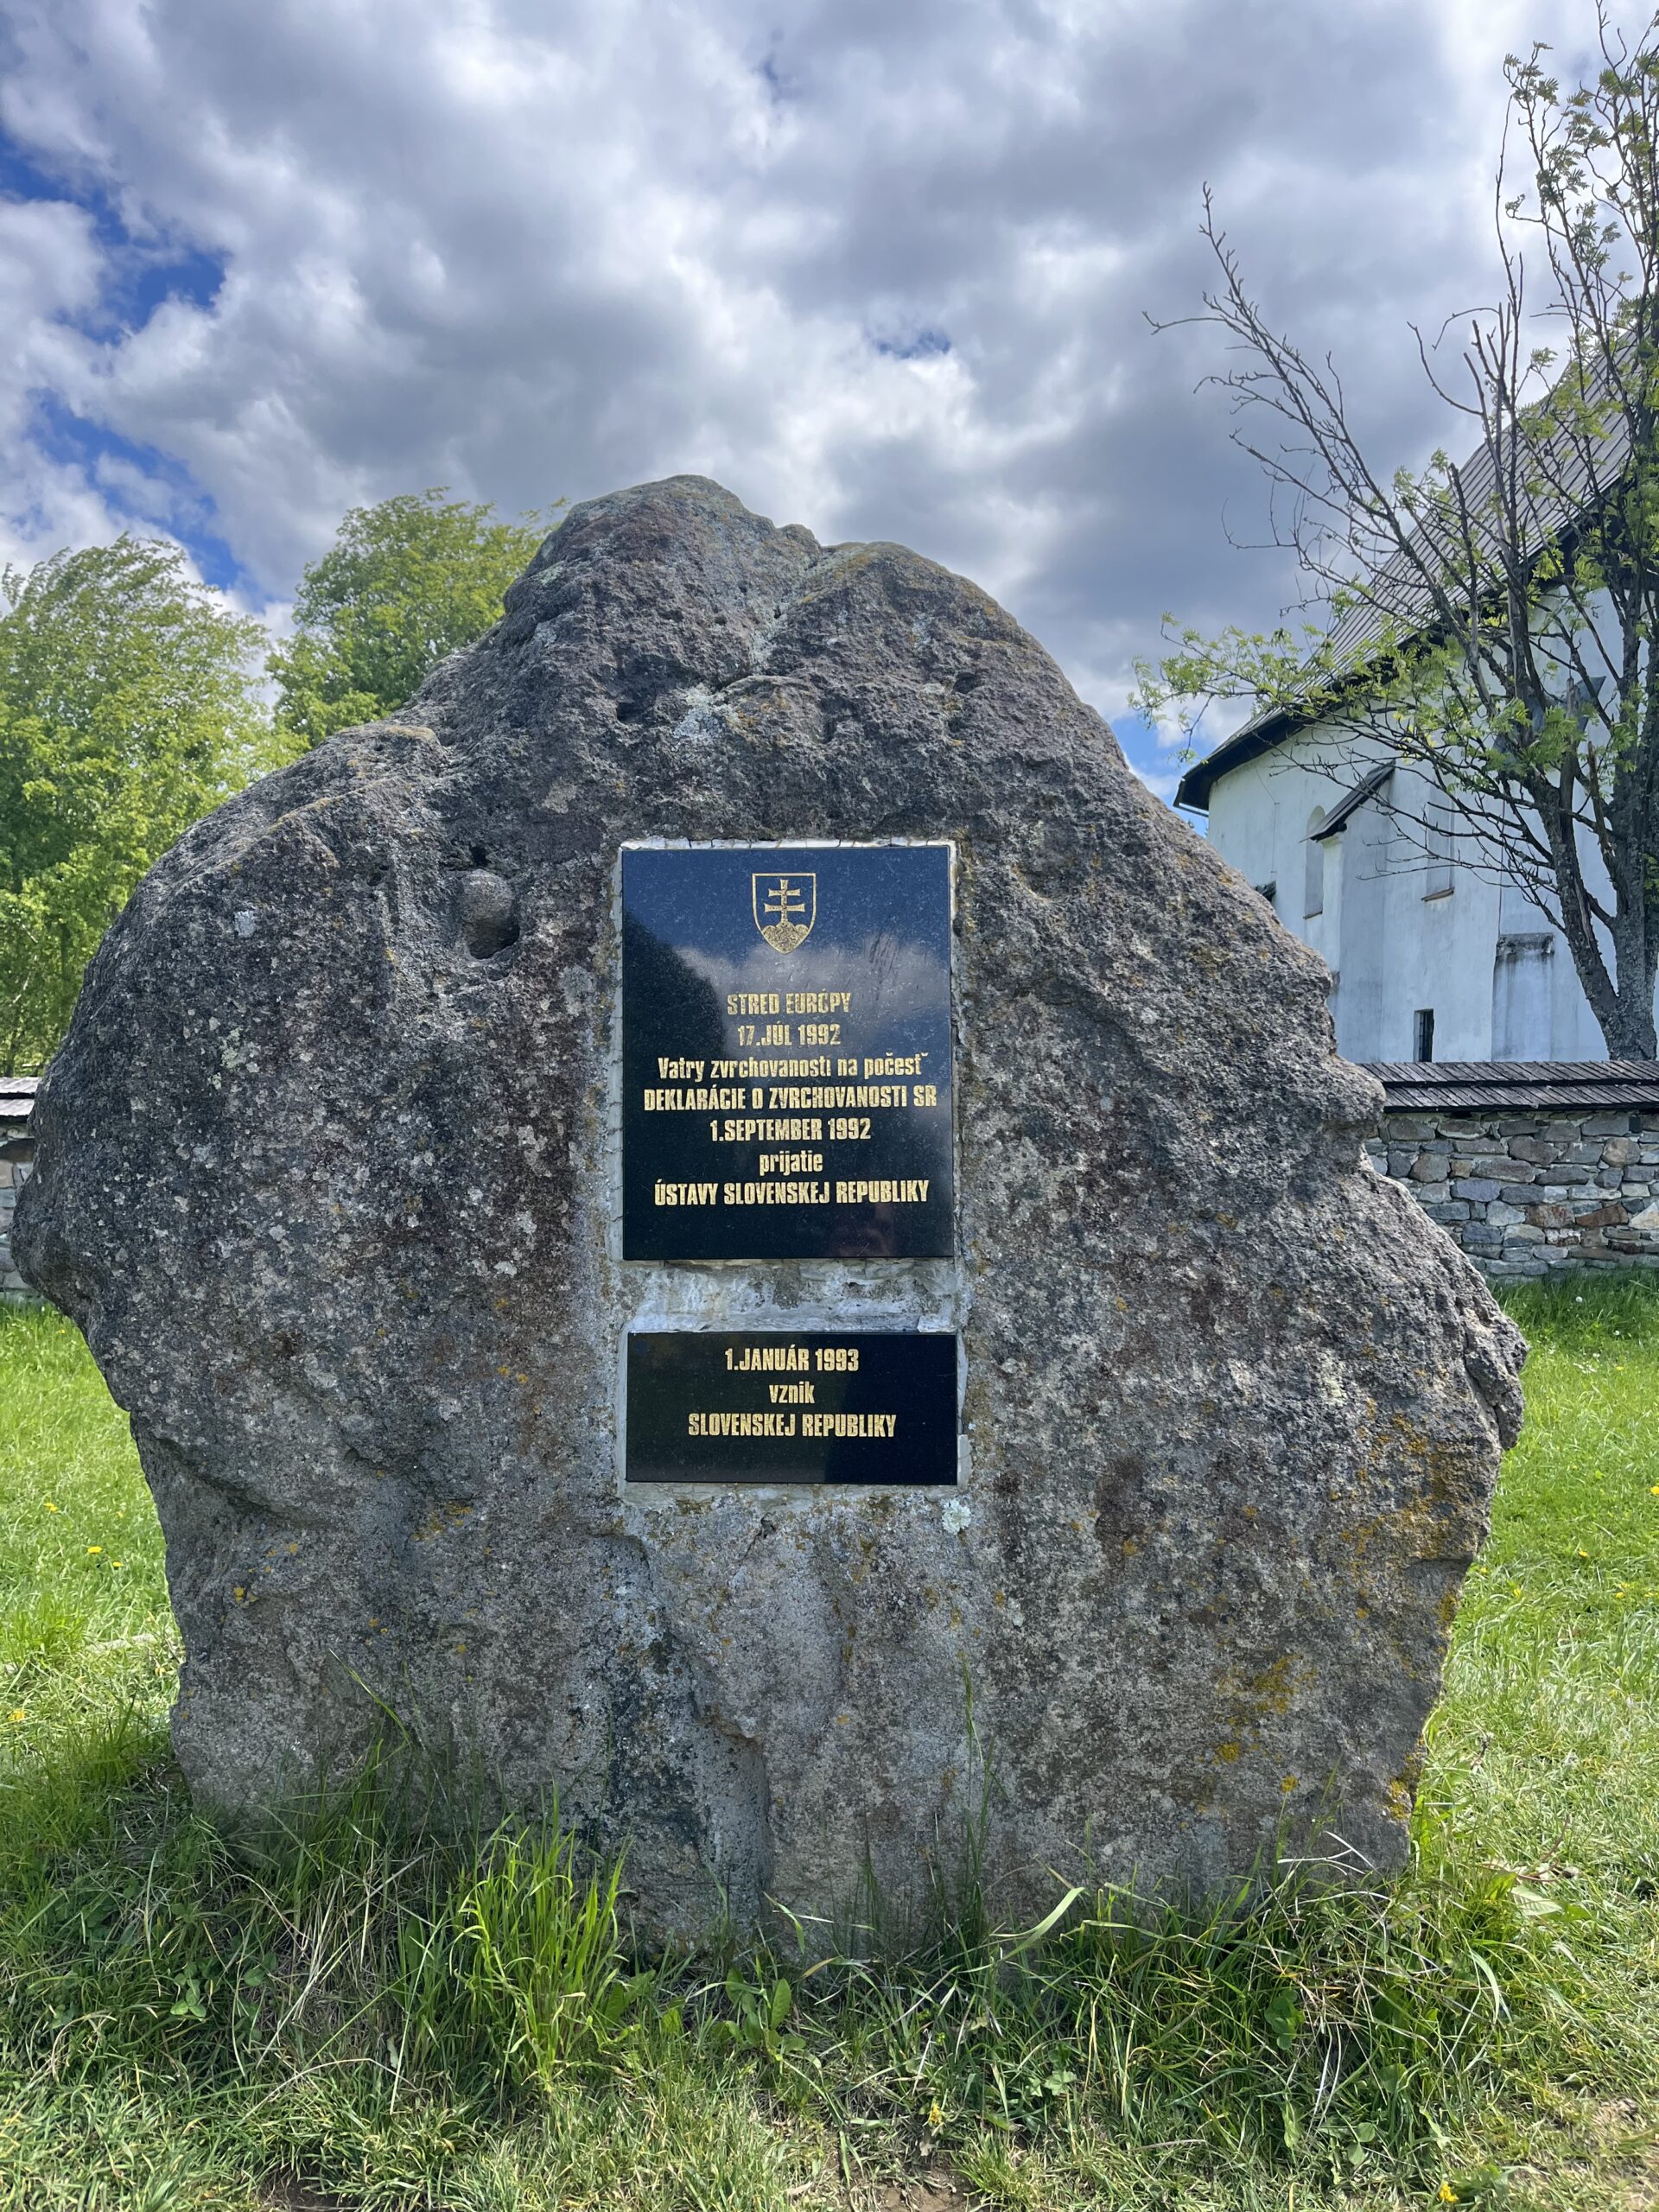 STRED EURÓPY
17.JÚL 1992
Vatry zvrchovanosti na počesť
DEKLARÁCIE O ZVRCHOVANOSTI SR
1.SEPTEMBER 1992
prijatie
ÚSTAVY SLOVENSKEJ REPUBLIKY
1.JANUÁR 1993
vznik
SLOVENSKEJ REPUBLIKY